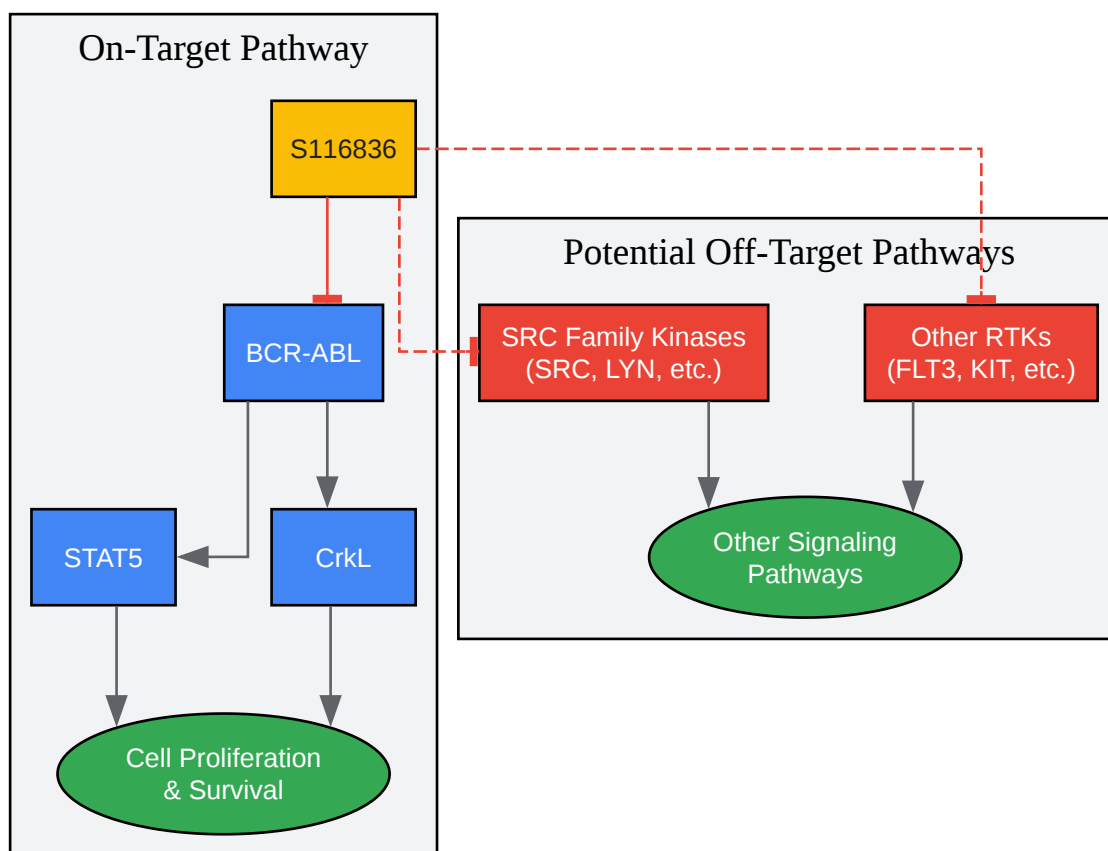 On-Target Pathway
S116836
BCR-ABL
STAT5
CrkL
Cell Proliferation
& Survival
Potential Off-Target Pathways
SRC Family Kinases
(SRC, LYN, etc.)
Other RTKs
(FLT3, KIT, etc.)
Other Signaling
Pathways